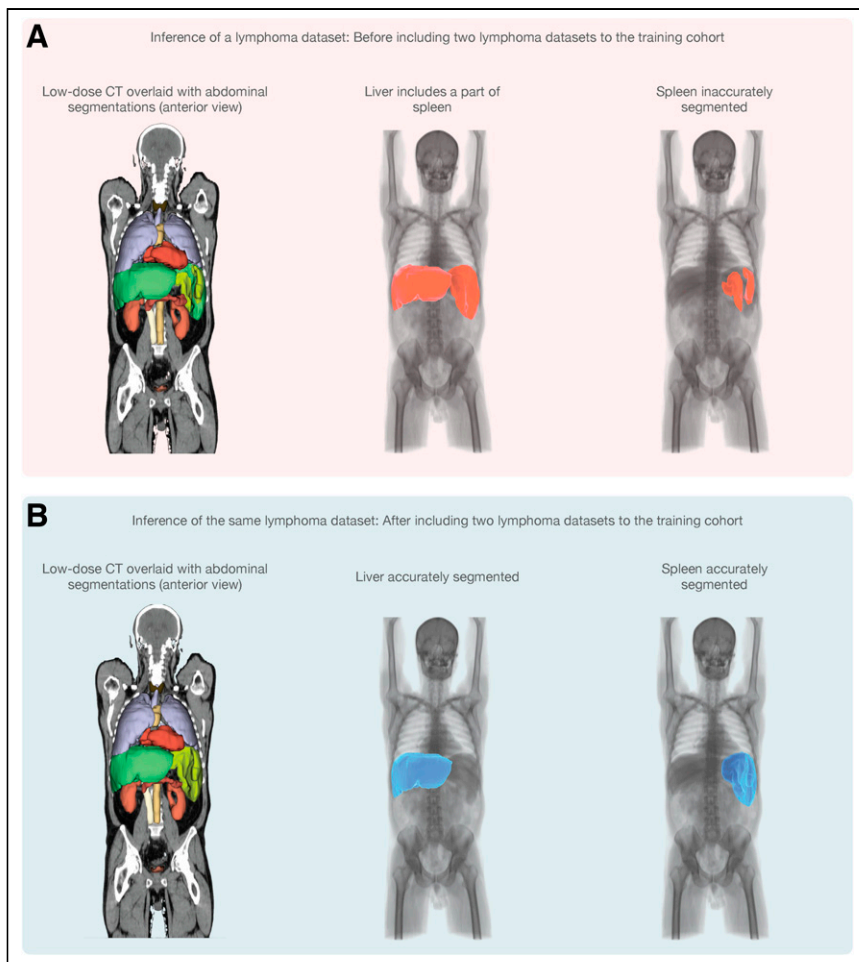 A
Inference of a lymphoma dataset: Before including two lymphoma datasets to the training cohort
Low-dose CT overlaid with abdominal
segmentations (anterior view)
Liver includes a part of
spleen
Spleen inaccurately
segmented
B
Inference of the same lymphoma dataset: After including two lymphoma datasets to the training cohort
Low-dose CT overlaid with abdominal
segmentations (anterior view)
Liver accurately segmented
Spleen accurately
segmented